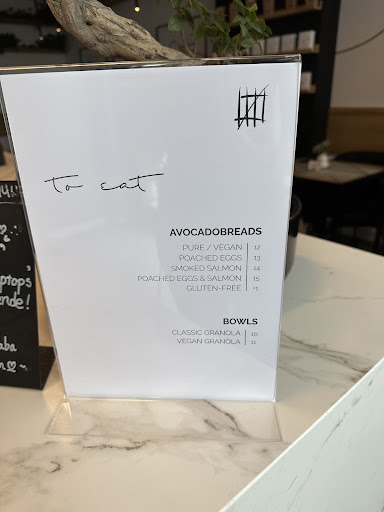 to eat
AVOCADOBREADS
PURE / VEGAN | 12
POACHED EGGS | 13
SMOKED SALMON | 14
POACHED EGGS & SALMON | 15
GLUTEN-FREE | +1
BOWLS
CLASSIC GRANOLA | 10
VEGAN GRANOLA | 11